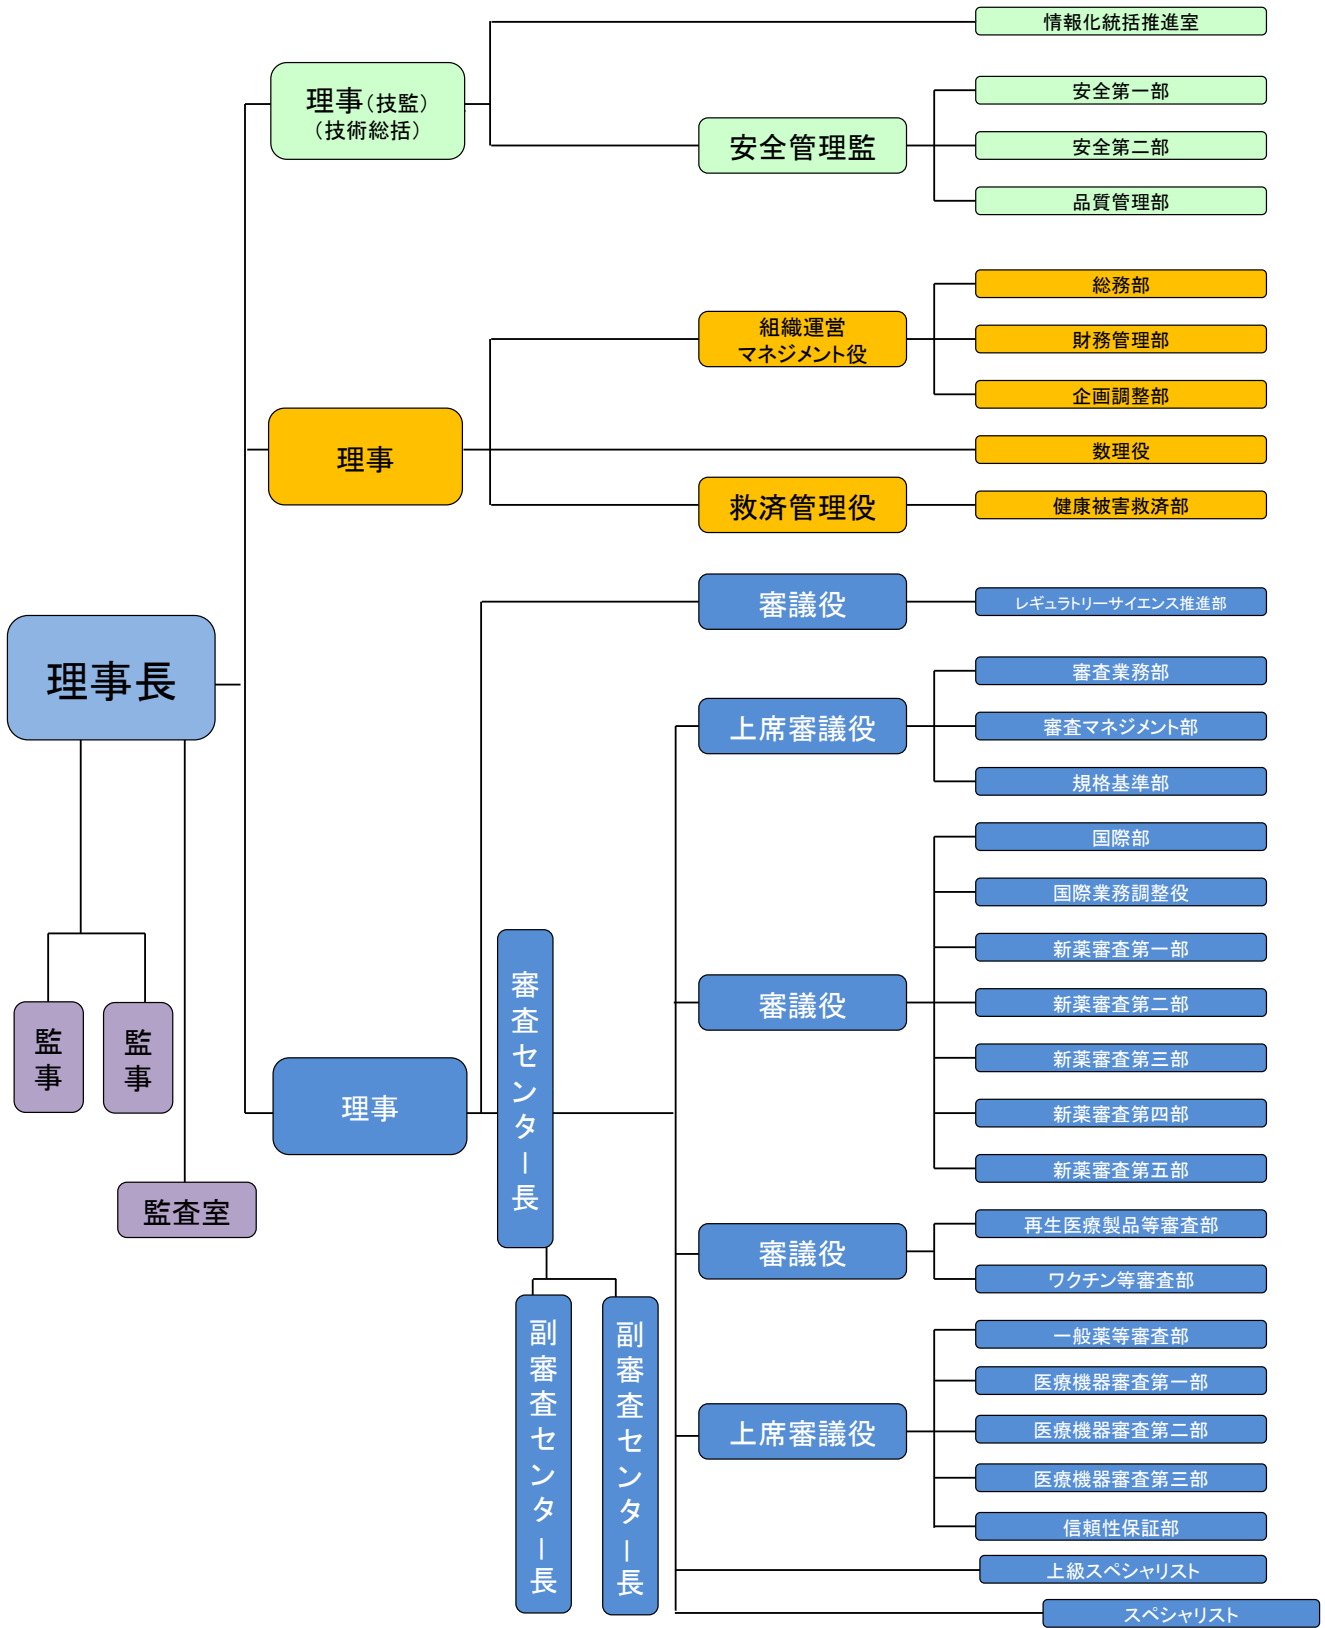 情報化統括推進室
理事（技監）
（技術総括）
安全管理監
安全第一部
安全第二部
品質管理部
組織運営
マネジメント役
総務部
財務管理部
企画調整部
理事
数理役
救済管理役
健康被害救済部
理事長
監事
監事
監査室
理事
審議役
レギュラトリーサイエンス推進部
審査センター長
副審査センター長
副審査センター長
上席審議役
審査業務部
審査マネジメント部
規格基準部
審議役
国際部
国際業務調整役
新薬審査第一部
新薬審査第二部
新薬審査第三部
新薬審査第四部
新薬審査第五部
審議役
再生医療製品等審査部
ワクチン等審査部
上席審議役
一般薬等審査部
医療機器審査第一部
医療機器審査第二部
医療機器審査第三部
信頼性保証部
上級スペシャリスト
スペシャリスト